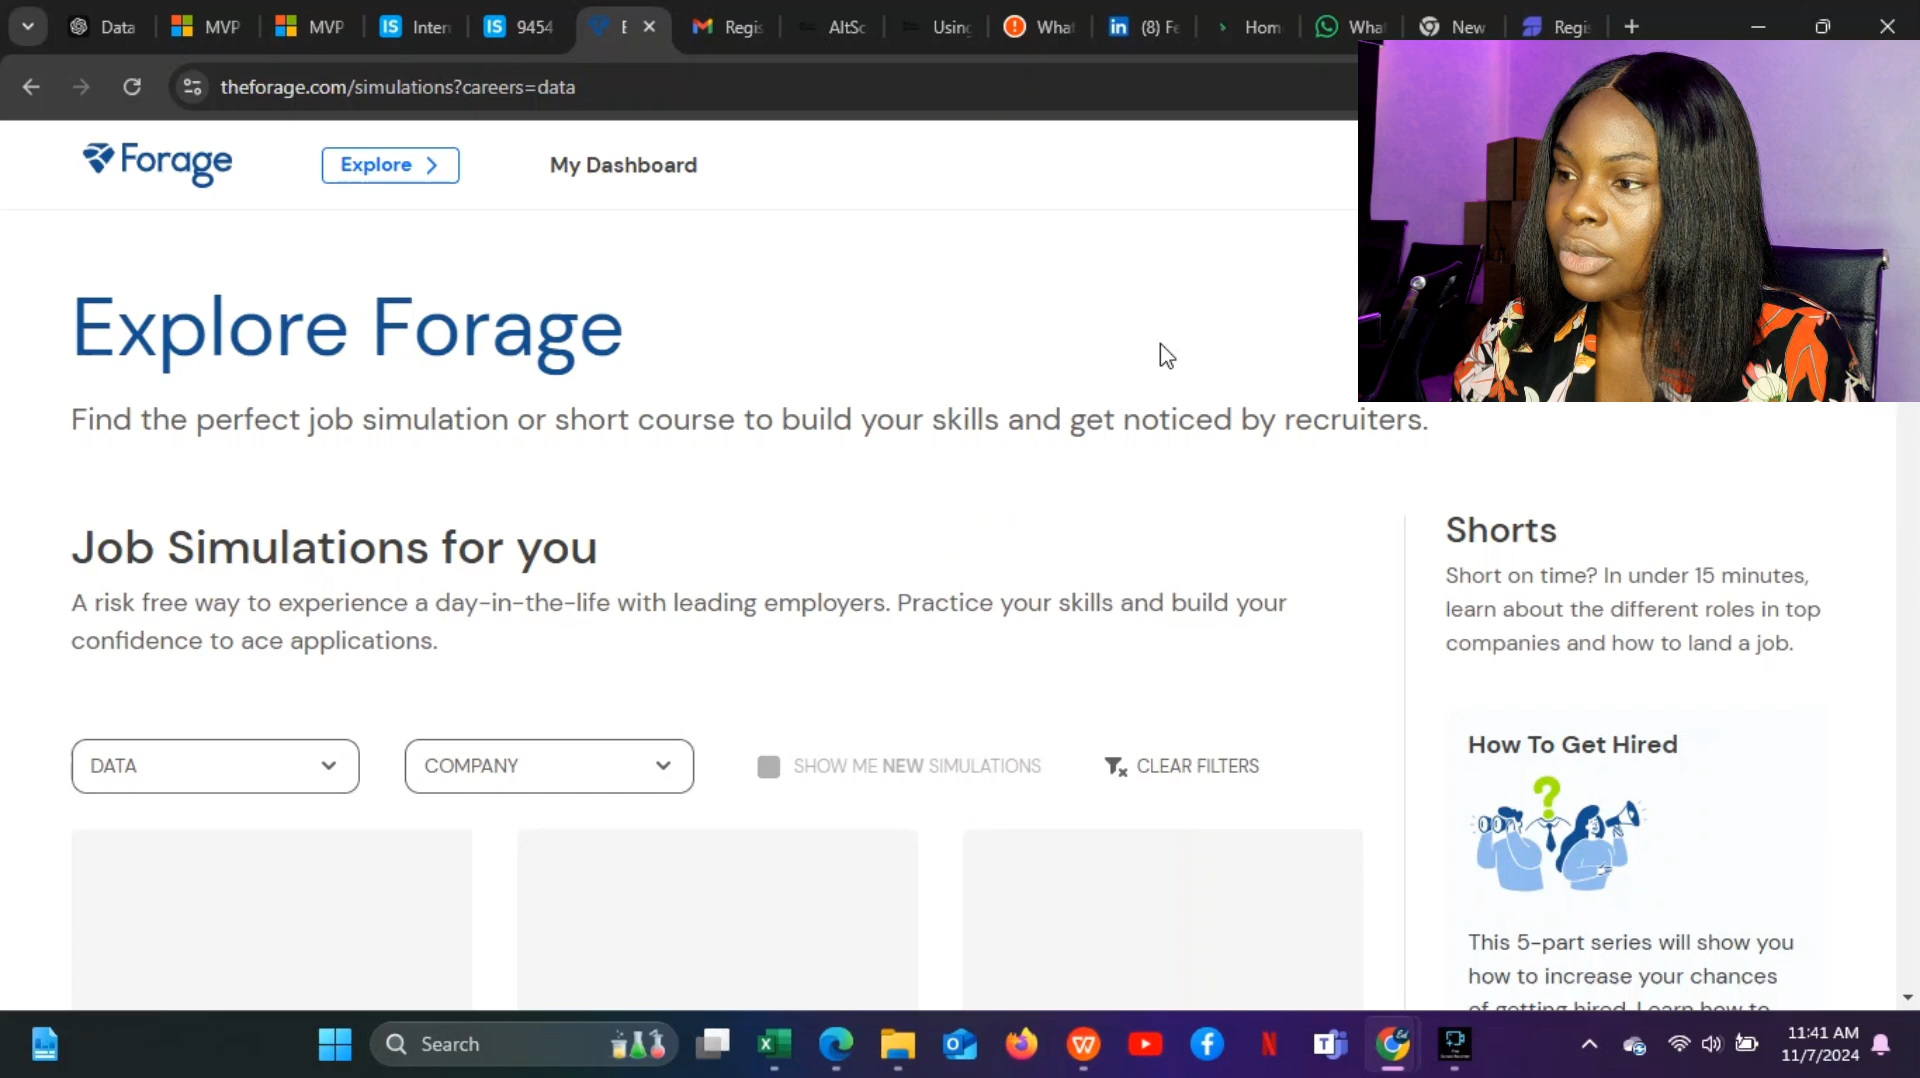 Data
MVP
MVP
Inter
9454
E
Regis
AltSc
Using
What
(8) Fe
Hom
What
New
Regis
theforage.com/simulations?careers=data
Forage
Explore
My Dashboard
Explore Forage
Find the perfect job simulation or short course to build your skills and get noticed by recruiters.
Job Simulations for you
A risk free way to experience a day-in-the-life with leading employers. Practice your skills and build your
confidence to ace applications.
DATA
COMPANY
SHOW ME NEW SIMULATIONS
CLEAR FILTERS
Shorts
Short on time? In under 15 minutes,
learn about the different roles in top
companies and how to land a job.
How To Get Hired
This 5-part series will show you
how to increase your chances
of getting hired. Learn how to
Search
11:41 AM
11/7/2024